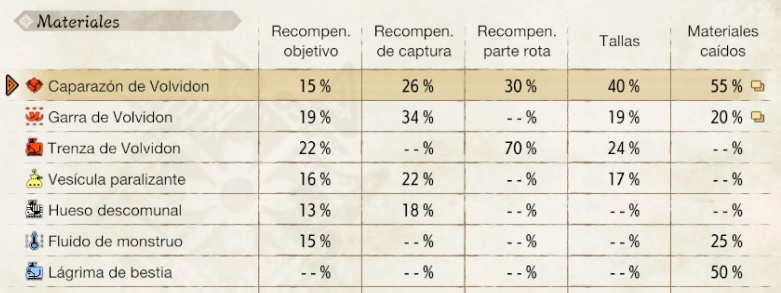 Materiales
Recompen. objetivo Recompen. de captura Recompen. parte rota Tallas Materiales caídos
Caparazón de Volvidon 15 % 26 % 30 % 40 % 55 %
Garra de Volvidon 19 % 34 % - - % 19 % 20 %
Trenza de Volvidon 22 % - - % 70 % 24 % - - %
Vesícula paralizante 16 % 22 % - - % 17 % - - %
Hueso descomunal 13 % 18 % - - % - - % - - %
Fluido de monstruo 15 % - - % - - % - - % 25 %
Lágrima de bestia - - % - - % - - % - - % 50 %